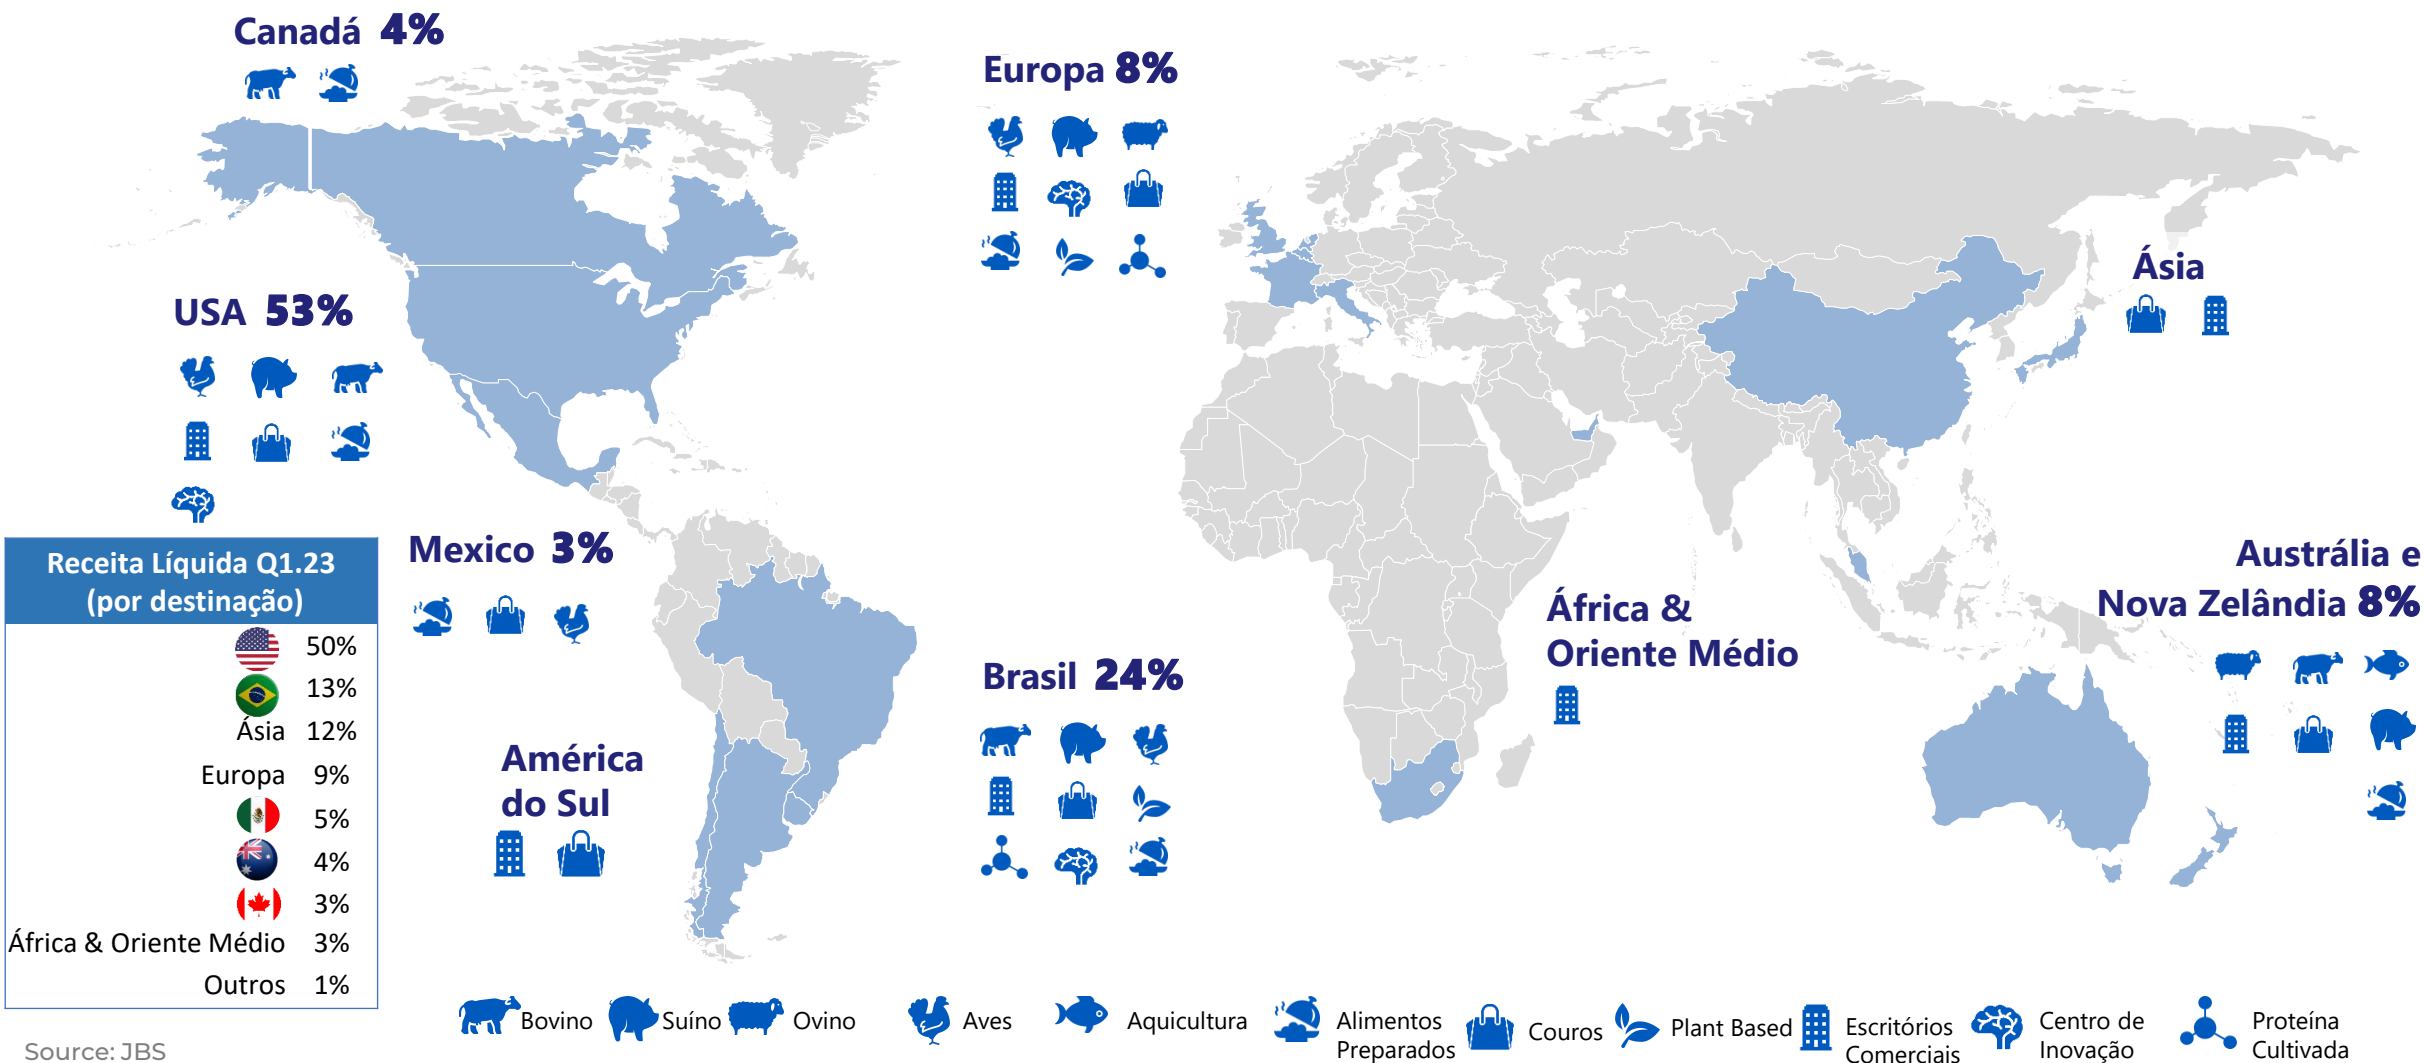 Canadá 4%
Europa 8%
USA 53%
Ásia
Mexico 3%
Receita Líquida Q1.23
(por destinação)
50%
13%
Ásia 12%
Europa 9%
5%
4%
3%
África & Oriente Médio 3%
Outros 1%
América
do Sul
Brasil 24%
África &
Oriente Médio
Austrália e
Nova Zelândia 8%
Bovino
Suíno
Ovino
Aves
Aquicultura
Alimentos
Preparados
Couros
Plant Based
Escritórios
Comerciais
Centro de
Inovação
Proteína
Cultivada
Source: JBS